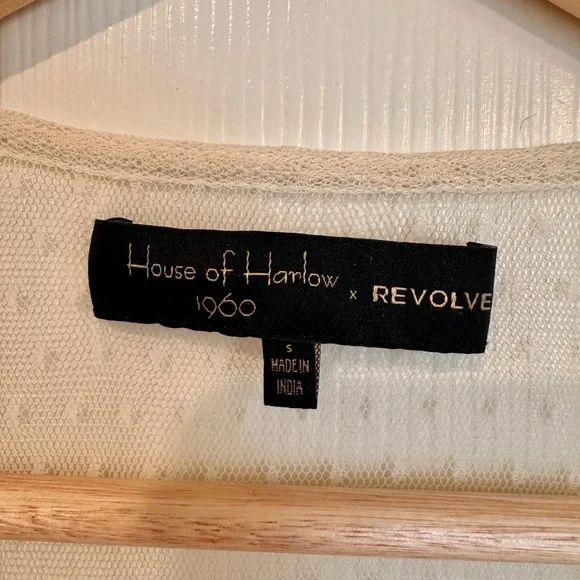 House of Harlow x REVOLVE
1960
S
MADE IN
INDIA